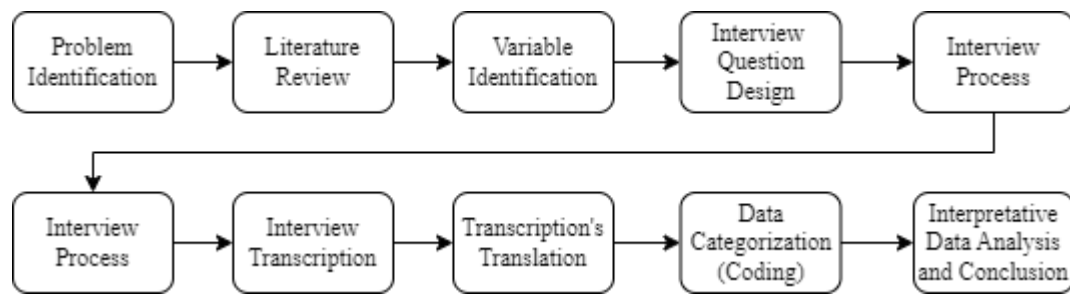 Problem
Identification
Literature
Review
Variable
Identification
Interview
Question
Design
Interview
Process
Interview
Process
Interview
Transcription
Transcription's
Translation
Data
Categorization
(Coding)
Interpretative
Data Analysis
and Conclusion